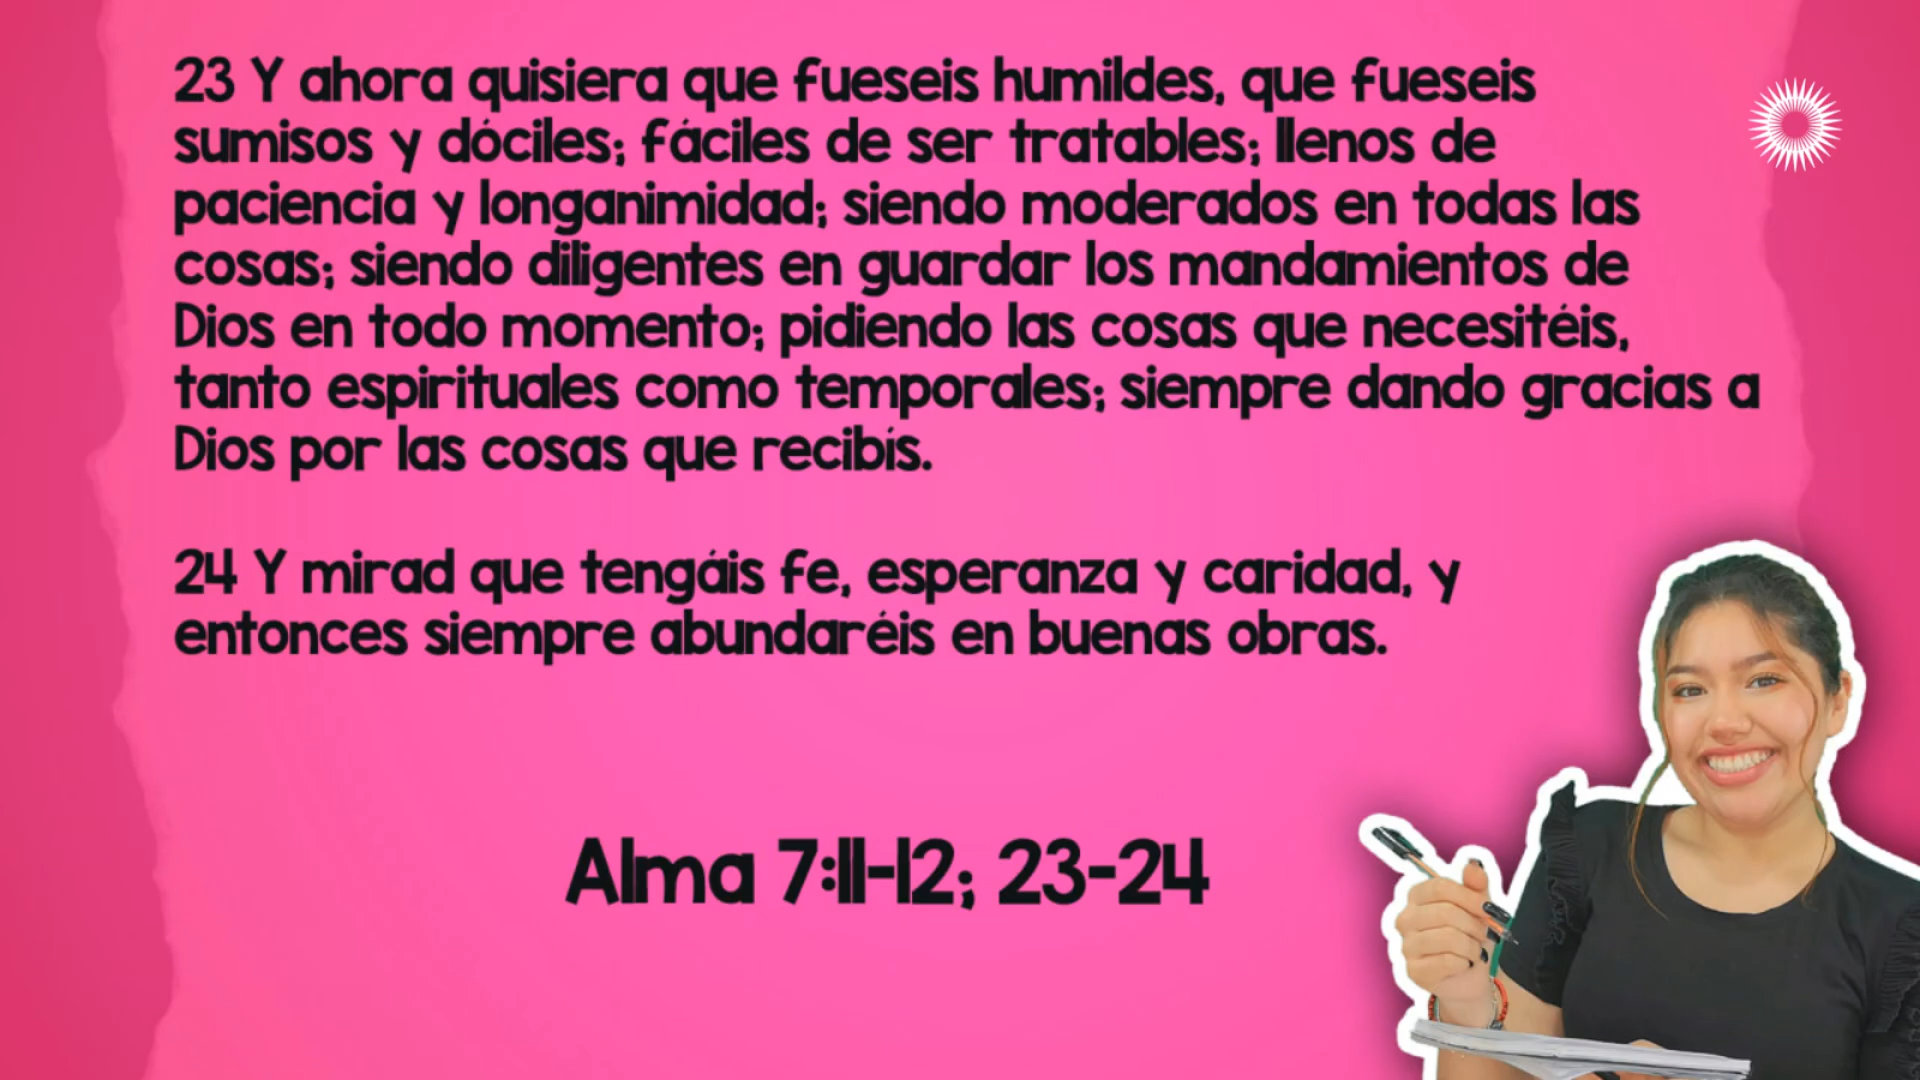 23 Y ahora quisiera que fueseis humildes, que fueseis
sumisos y dóciles; fáciles de ser tratables; llenos de
paciencia y longanimidad; siendo moderados en todas las
cosas; siendo diligentes en guardar los mandamientos de
Dios en todo momento; pidiendo las cosas que necesitéis,
tanto espirituales como temporales; siempre dando gracias a
Dios por las cosas que recibís.
24 Y mirad que tengáis fe, esperanza y caridad, y
entonces siempre abundaréis en buenas obras.
Alma 7:11-12; 23-24